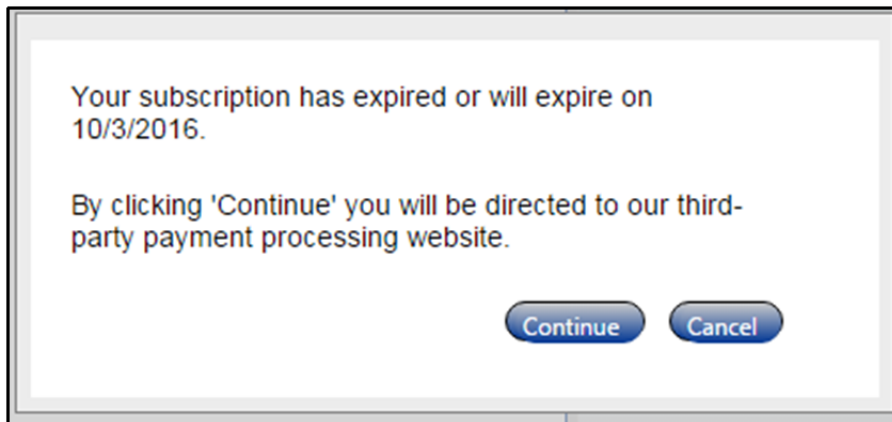 Your subscription has expired or will expire on
10/3/2016.
By clicking 'Continue' you will be directed to our third-
party payment processing website.
Continue Cancel